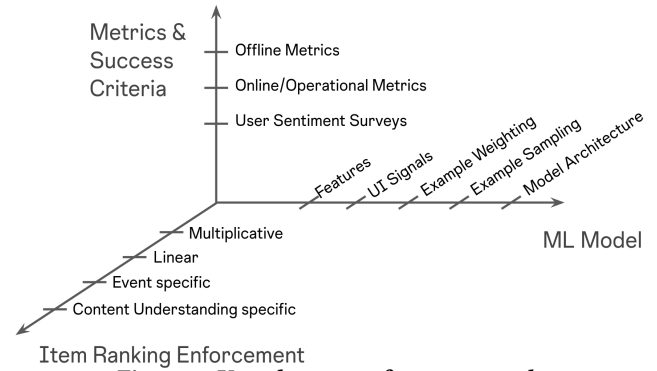 Metrics &
Success
Criteria
Offline Metrics
Online/Operational Metrics
User Sentiment Surveys
Features
UI Signals
Example Weighting
Example Sampling
Model Architecture
ML Model
Multiplicative
Linear
Event specific
Content Understanding specific
Item Ranking Enforcement